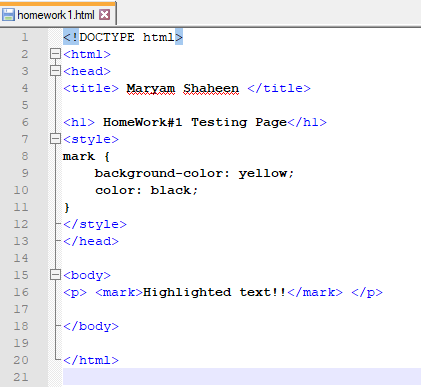 homework1.html
1 <!DOCTYPE html>
2 <html>
3 <head>
4 <title> Maryam Shaheen </title>
5
6 <h1> HomeWork#1 Testing Page</h1>
7 <style>
8 mark {
9     background-color: yellow;
10     color: black;
11 }
12 </style>
13 </head>
14
15 <body>
16 <p> <mark>Highlighted text!!</mark> </p>
17
18 </body>
19
20 </html>
21